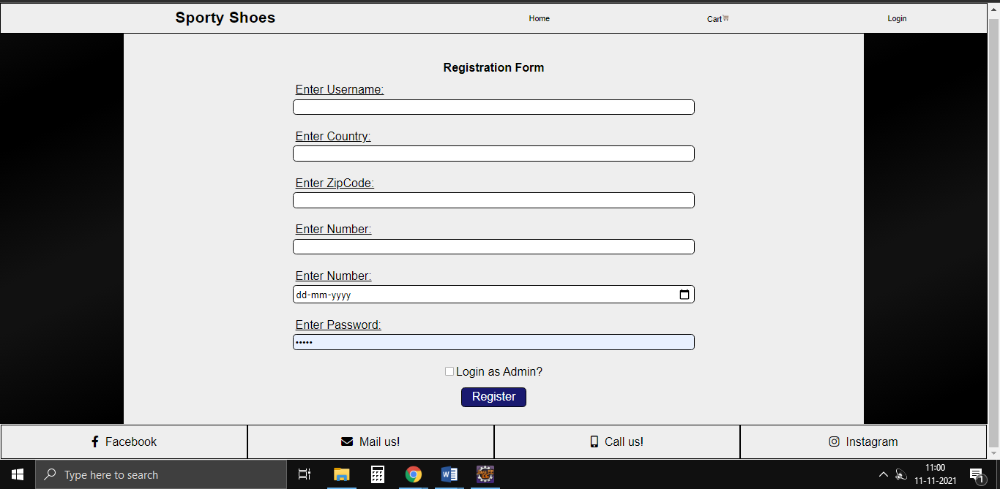 Sporty Shoes Home Cart Login
Registration Form
Enter Username:
Enter Country:
Enter ZipCode:
Enter Number:
Enter Number:
dd-mm-yyyy
Enter Password:
•••••
Login as Admin?
Register
Facebook Mail us! Call us! Instagram
Type here to search
11:00
11-11-2021
1